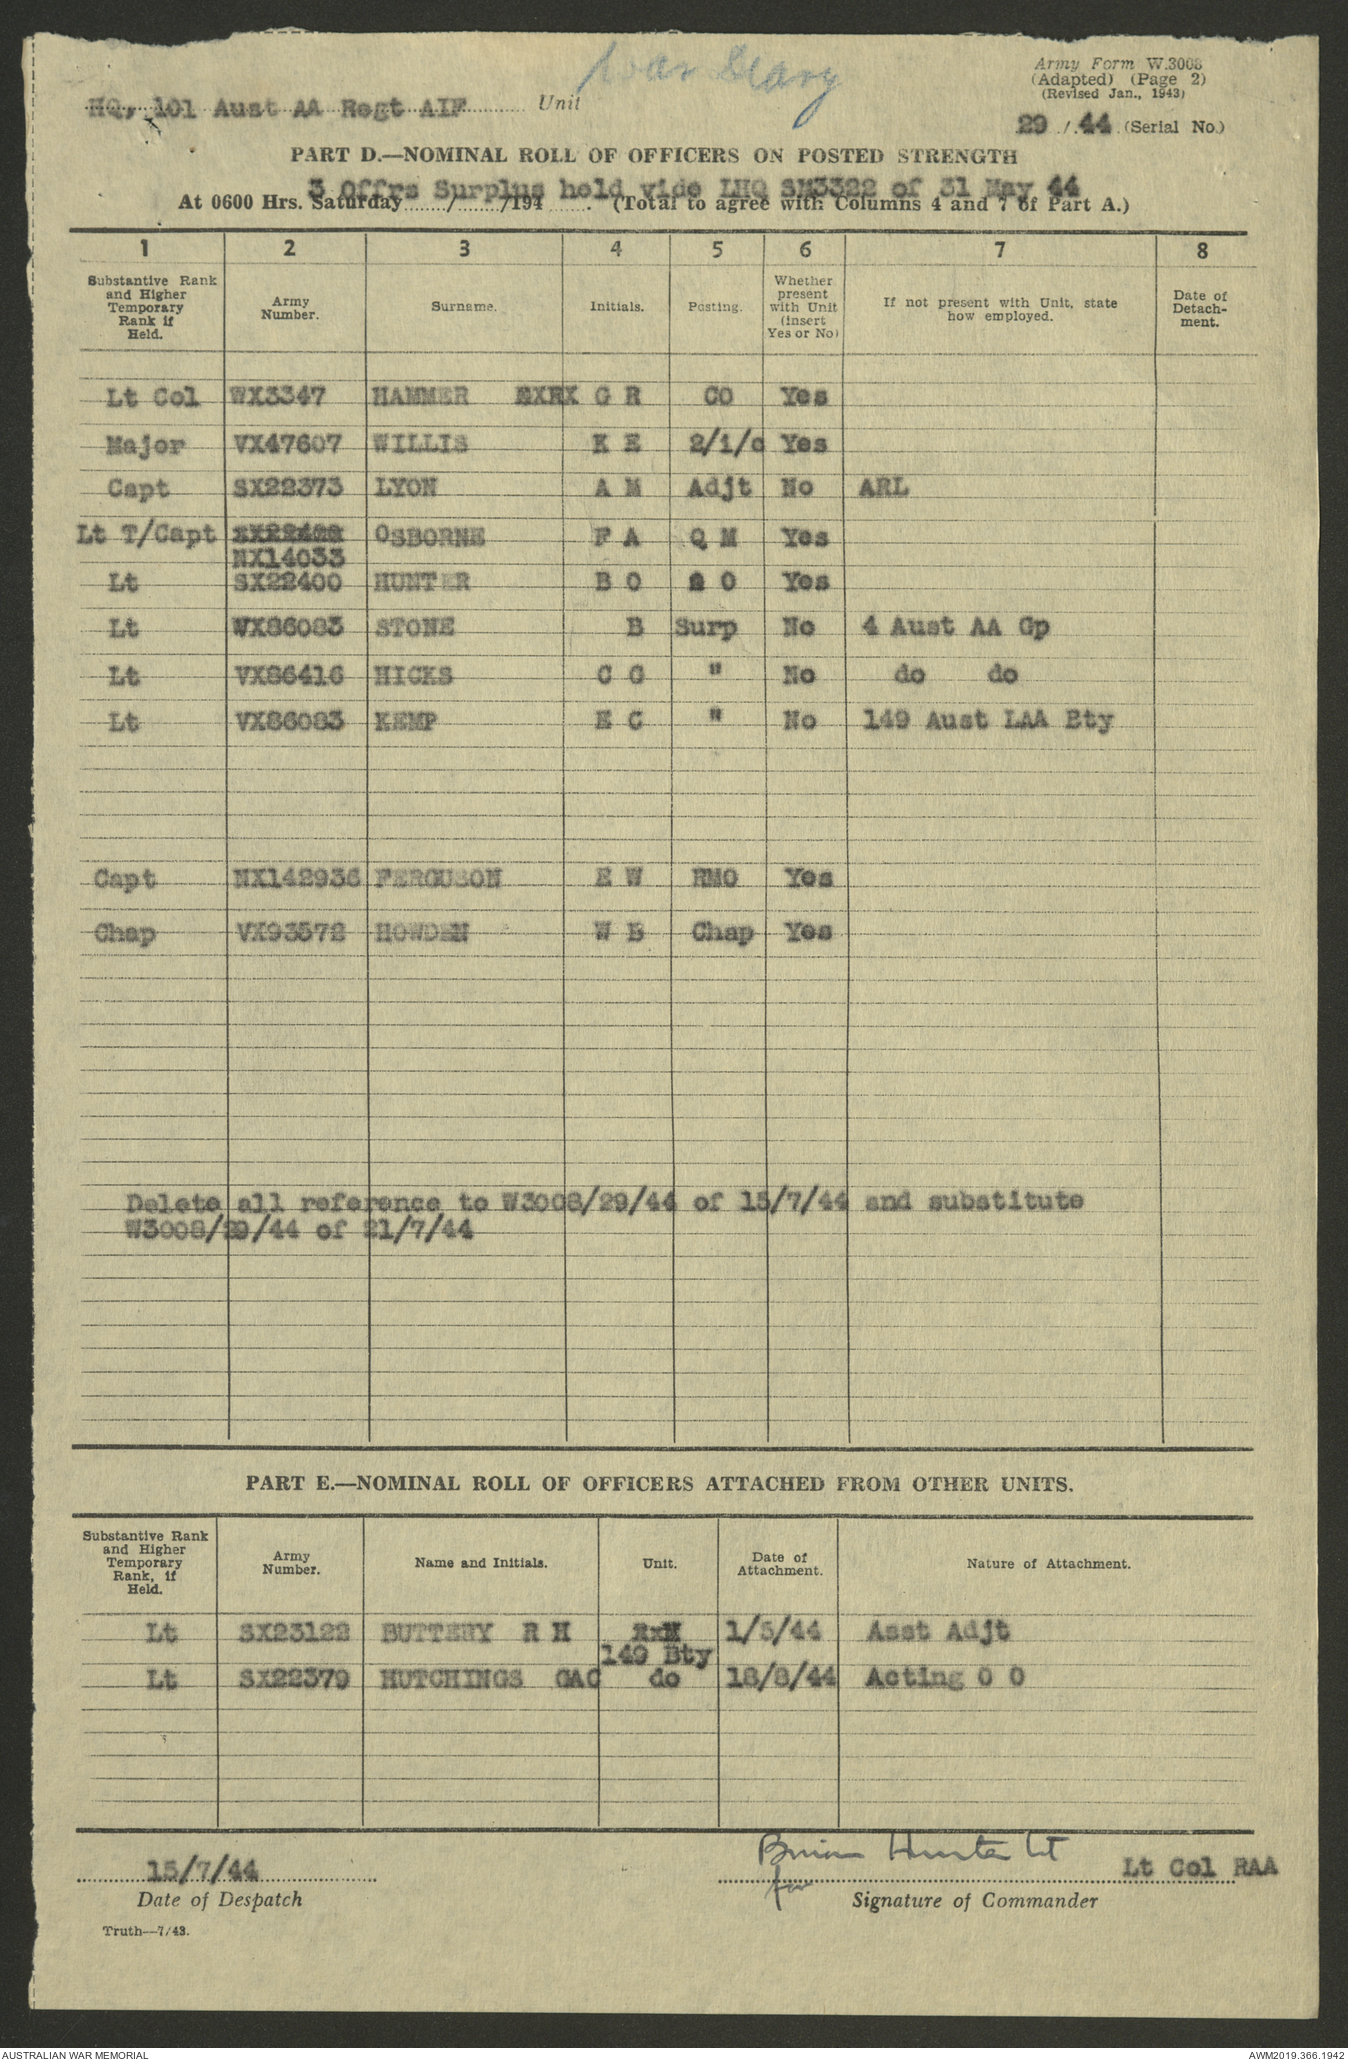 War Diary
Army Form W.3008
(Adapted) (Page 2)
(Revised Jan., 1943)
HQ, 101 Aust AA Regt AIF Unit
29 / 44 (Serial No.)
PART D.—NOMINAL ROLL OF OFFICERS ON POSTED STRENGTH
3 Offrs Surplus held vide LHQ SM3322 of 31 May 44
At 0600 Hrs. Saturday / /194 . (Total to agree with Columns 4 and 7 of Part A.)
1 2 3 4 5 6 7 8
Substantive Rank and Higher Temporary Rank if Held. Army Number. Surname. Initials. Posting. Whether present with Unit (insert Yes or No) If not present with Unit, state how employed. Date of Detach-ment.
Lt Col WX3347 HAMMER G R CO Yes
Major VX47607 WILLIS K E 2/i/c Yes
Capt SX22373 LYON A M Adjt No ARL
Lt T/Capt OSBORNE F A Q M Yes
NX14033
Lt SX22400 HUNTER B O O Yes
Lt WX86083 STONE B Surp No 4 Aust AA Gp
Lt VX86416 HICKS C G " No do do
Lt VX86083 KEMP E C " No 149 Aust LAA Bty
Capt NX142936 FERGUSON E W RMO Yes
Chap VX93572 HOWDEN W B Chap Yes
Delete all reference to W3008/29/44 of 15/7/44 and substitute
W3008/29/44 of 21/7/44
PART E.—NOMINAL ROLL OF OFFICERS ATTACHED FROM OTHER UNITS.
Substantive Rank and Higher Temporary Rank, if Held. Army Number. Name and Initials. Unit. Date of Attachment. Nature of Attachment.
Lt SX23122 BUTTERY R H 1/5/44 Asst Adjt
149 Bty
Lt SX22379 HUTCHINGS GAC do 18/8/44 Acting O O
Brian Hunter Lt
15/7/44 for Lt Col RAA
Date of Despatch Signature of Commander
Truth—7/43.
AUSTRALIAN WAR MEMORIAL AWM2019.366.1942